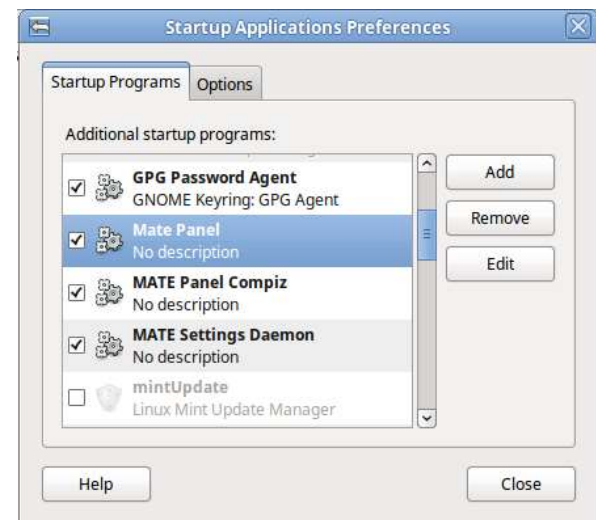 Startup Applications Preferences
Startup Programs
Options
Additional startup programs:
GPG Password Agent
GNOME Keyring: GPG Agent
Mate Panel
No description
MATE Panel Compiz
No description
MATE Settings Daemon
No description
mintUpdate
Linux Mint Update Manager
Add
Remove
Edit
Help
Close